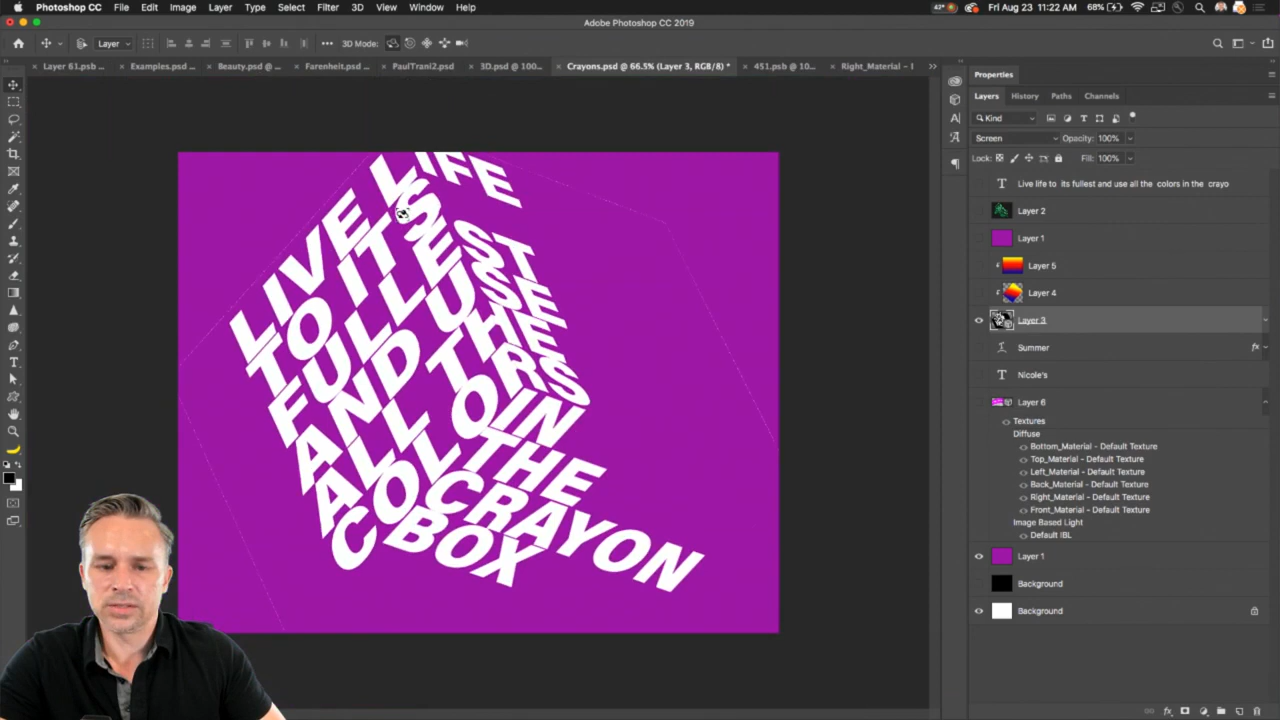 Photoshop CC File Edit Image Layer Type Select Filter 3D View Window Help
Fri Aug 23 11:22 AM 68%
Adobe Photoshop CC 2019
Layer 3D Mode:
Layer 61.psb ... Examples.psd ... Beauty.psd @ ... Farenheit.psd ... PaulTrani2.psd 3D.psd @ 100... Crayons.psd @ 66.5% (Layer 3, RGB/8) * 451.psb @ 10... Right_Material - I
LIVE LIFE
TO ITS
FULLEST
AND USE
ALL THE
COLORS
IN THE
CRAYON
BOX
Properties
Layers History Paths Channels
Kind
Screen Opacity: 100%
Lock: Fill: 100%
Live life to its fullest and use all the colors in the crayo
Layer 2
Layer 1
Layer 5
Layer 4
Layer 3
Summer fx
Nicole's
Layer 6
Textures
Diffuse
Bottom_Material - Default Texture
Top_Material - Default Texture
Left_Material - Default Texture
Back_Material - Default Texture
Right_Material - Default Texture
Front_Material - Default Texture
Image Based Light
Default IBL
Layer 1
Background
Background